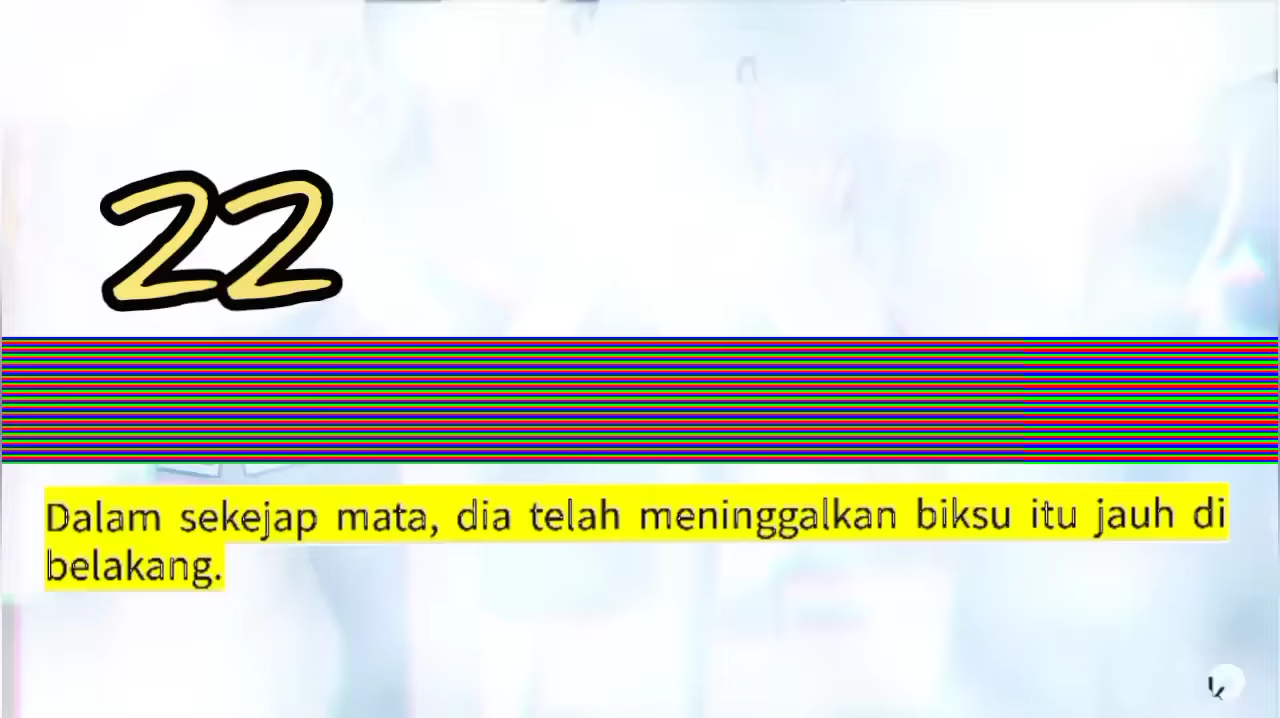 22
Dalam sekejap mata, dia telah meninggalkan biksu itu jauh di
belakang.